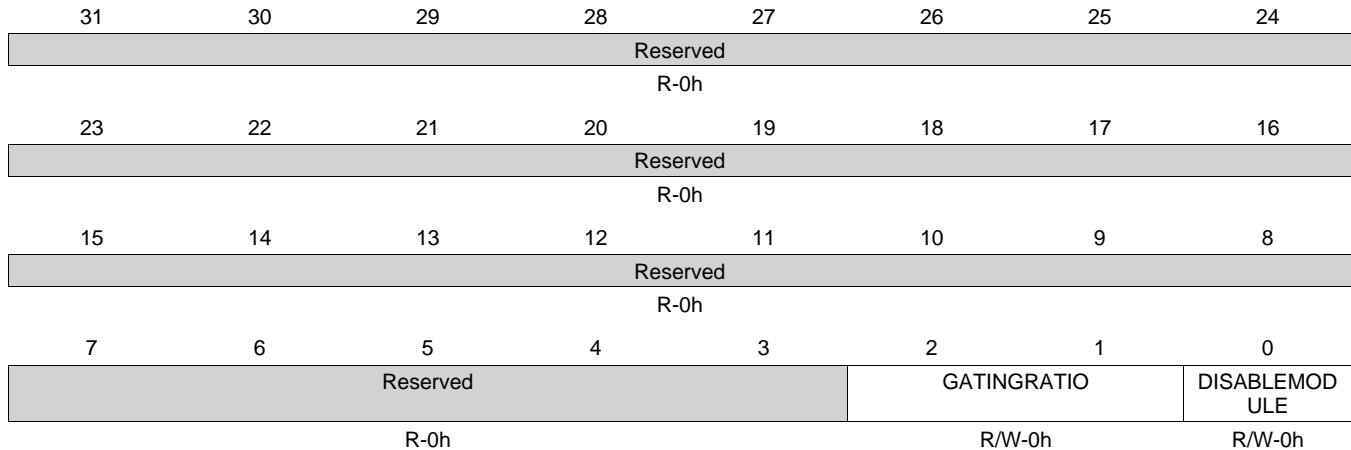 31 30 29 28 27 26 25 24
Reserved
R-0h
23 22 21 20 19 18 17 16
Reserved
R-0h
15 14 13 12 11 10 9 8
Reserved
R-0h
7 6 5 4 3 2 1 0
Reserved GATINGRATIO DISABLEMOD
ULE
R-0h R/W-0h R/W-0h